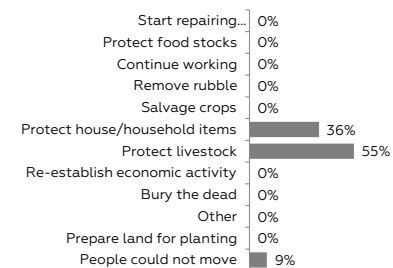 Start repairing... 0%
Protect food stocks 0%
Continue working 0%
Remove rubble 0%
Salvage crops 0%
Protect house/household items 36%
Protect livestock 55%
Re-establish economic activity 0%
Bury the dead 0%
Other 0%
Prepare land for planting 0%
People could not move 9%